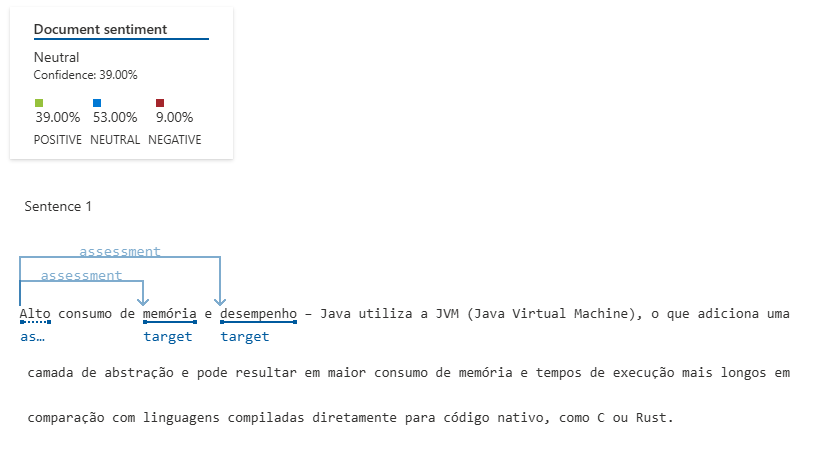 Document sentiment
Neutral
Confidence: 39.00%
39.00% 53.00% 9.00%
POSITIVE NEUTRAL NEGATIVE
Sentence 1
assessment
assessment
Alto consumo de memória e desempenho – Java utiliza a JVM (Java Virtual Machine), o que adiciona uma
as… target target
camada de abstração e pode resultar em maior consumo de memória e tempos de execução mais longos em
comparação com linguagens compiladas diretamente para código nativo, como C ou Rust.